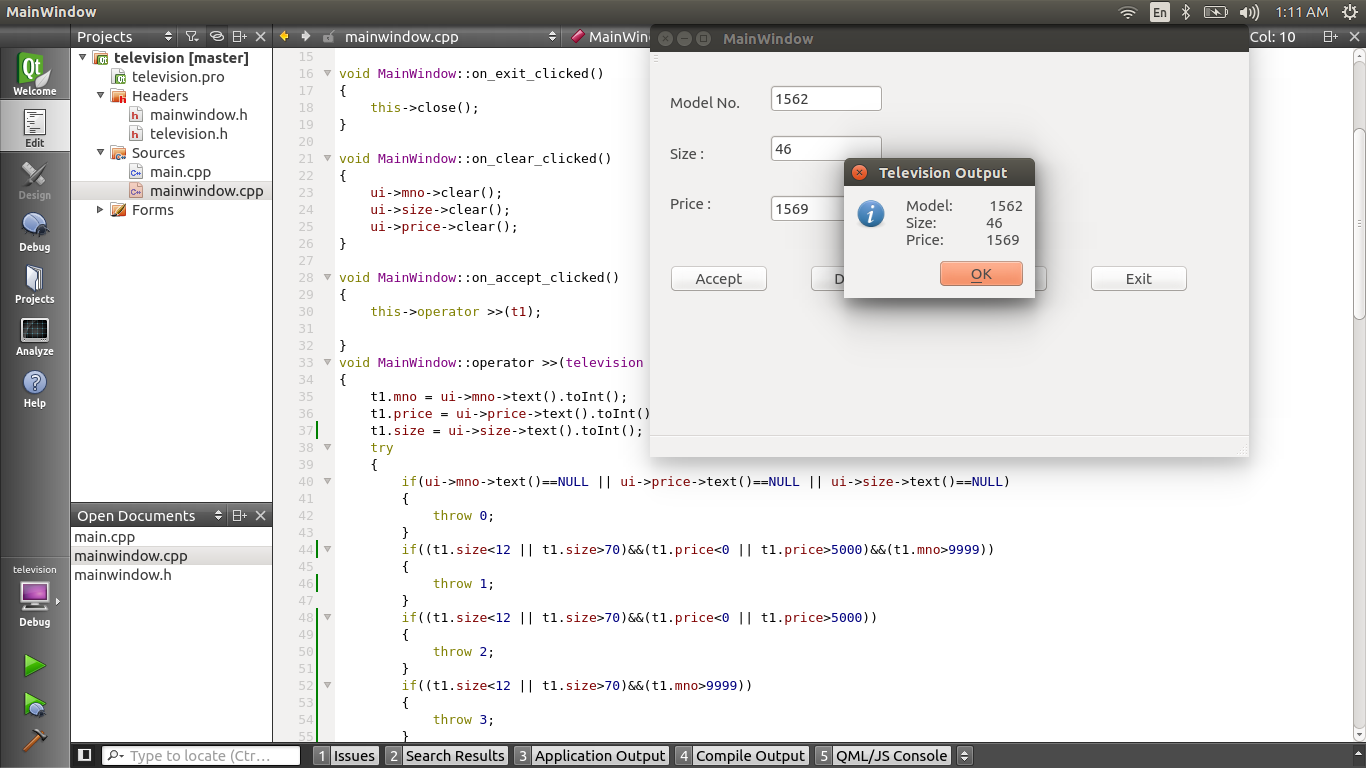 MainWindow
En
1:11 AM
Projects
mainwindow.cpp
MainWin
Col: 10
Welcome
Edit
Design
Debug
Projects
Analyze
Help
television
Debug
television [master]
television.pro
Headers
mainwindow.h
television.h
Sources
main.cpp
mainwindow.cpp
Forms
Open Documents
main.cpp
mainwindow.cpp
mainwindow.h
15
16 void MainWindow::on_exit_clicked()
17 {
18 this->close();
19 }
20
21 void MainWindow::on_clear_clicked()
22 {
23 ui->mno->clear();
24 ui->size->clear();
25 ui->price->clear();
26 }
27
28 void MainWindow::on_accept_clicked()
29 {
30 this->operator >>(t1);
31
32 }
33 void MainWindow::operator >>(television
34 {
35 t1.mno = ui->mno->text().toInt();
36 t1.price = ui->price->text().toInt()
37 t1.size = ui->size->text().toInt();
38 try
39 {
40 if(ui->mno->text()==NULL || ui->price->text()==NULL || ui->size->text()==NULL)
41 {
42 throw 0;
43 }
44 if((t1.size<12 || t1.size>70)&&(t1.price<0 || t1.price>5000)&&(t1.mno>9999))
45 {
46 throw 1;
47 }
48 if((t1.size<12 || t1.size>70)&&(t1.price<0 || t1.price>5000))
49 {
50 throw 2;
51 }
52 if((t1.size<12 || t1.size>70)&&(t1.mno>9999))
53 {
54 throw 3;
55 }
MainWindow
Model No. 1562
Size : 46
Price : 1569
Accept
D
Exit
Television Output
Model: 1562
Size: 46
Price: 1569
OK
Type to locate (Ctr...
1 Issues
2 Search Results
3 Application Output
4 Compile Output
5 QML/JS Console